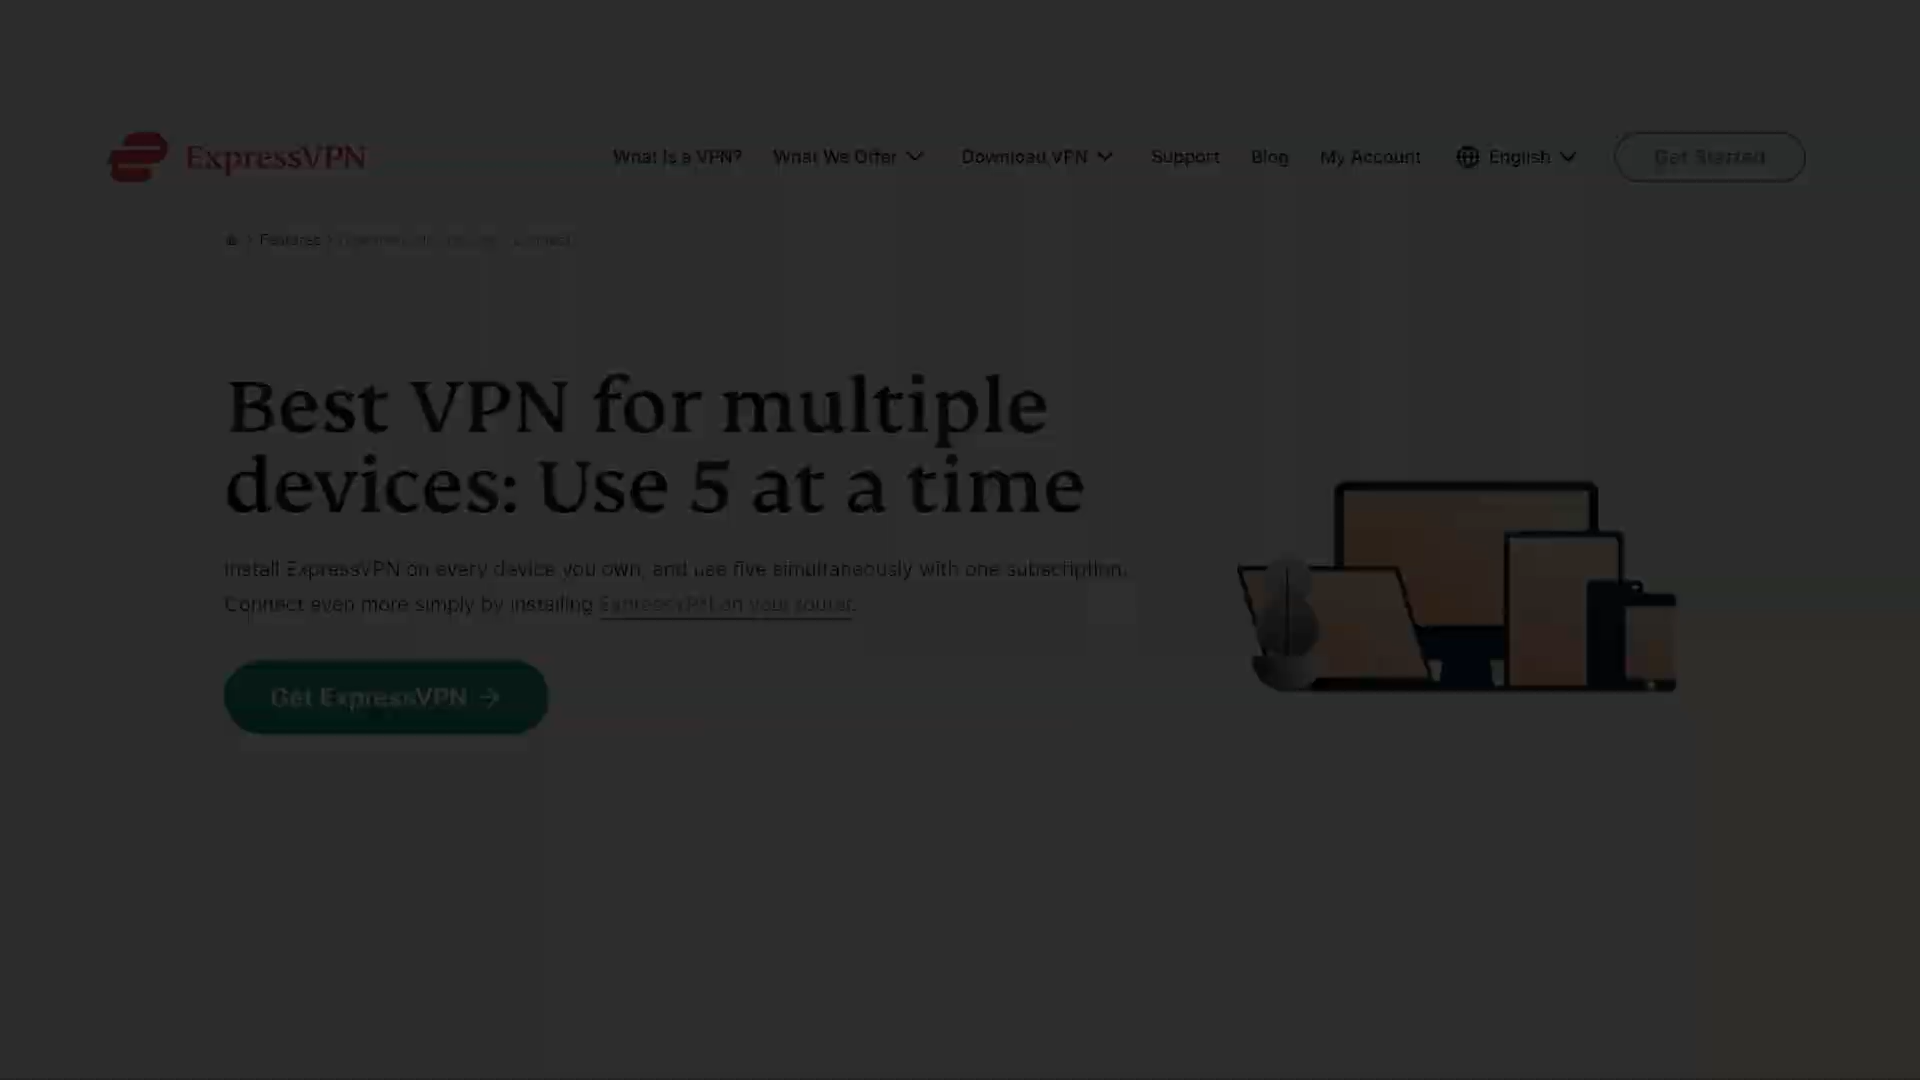 ExpressVPN
What Is a VPN? What We Offer Download VPN Support Blog My Account English Get Started
Features
Best VPN for multiple
devices: Use 5 at a time
Install ExpressVPN on every device you own, and use five simultaneously with one subscription.
Connect even more simply by installing ExpressVPN on your router.
Get ExpressVPN →